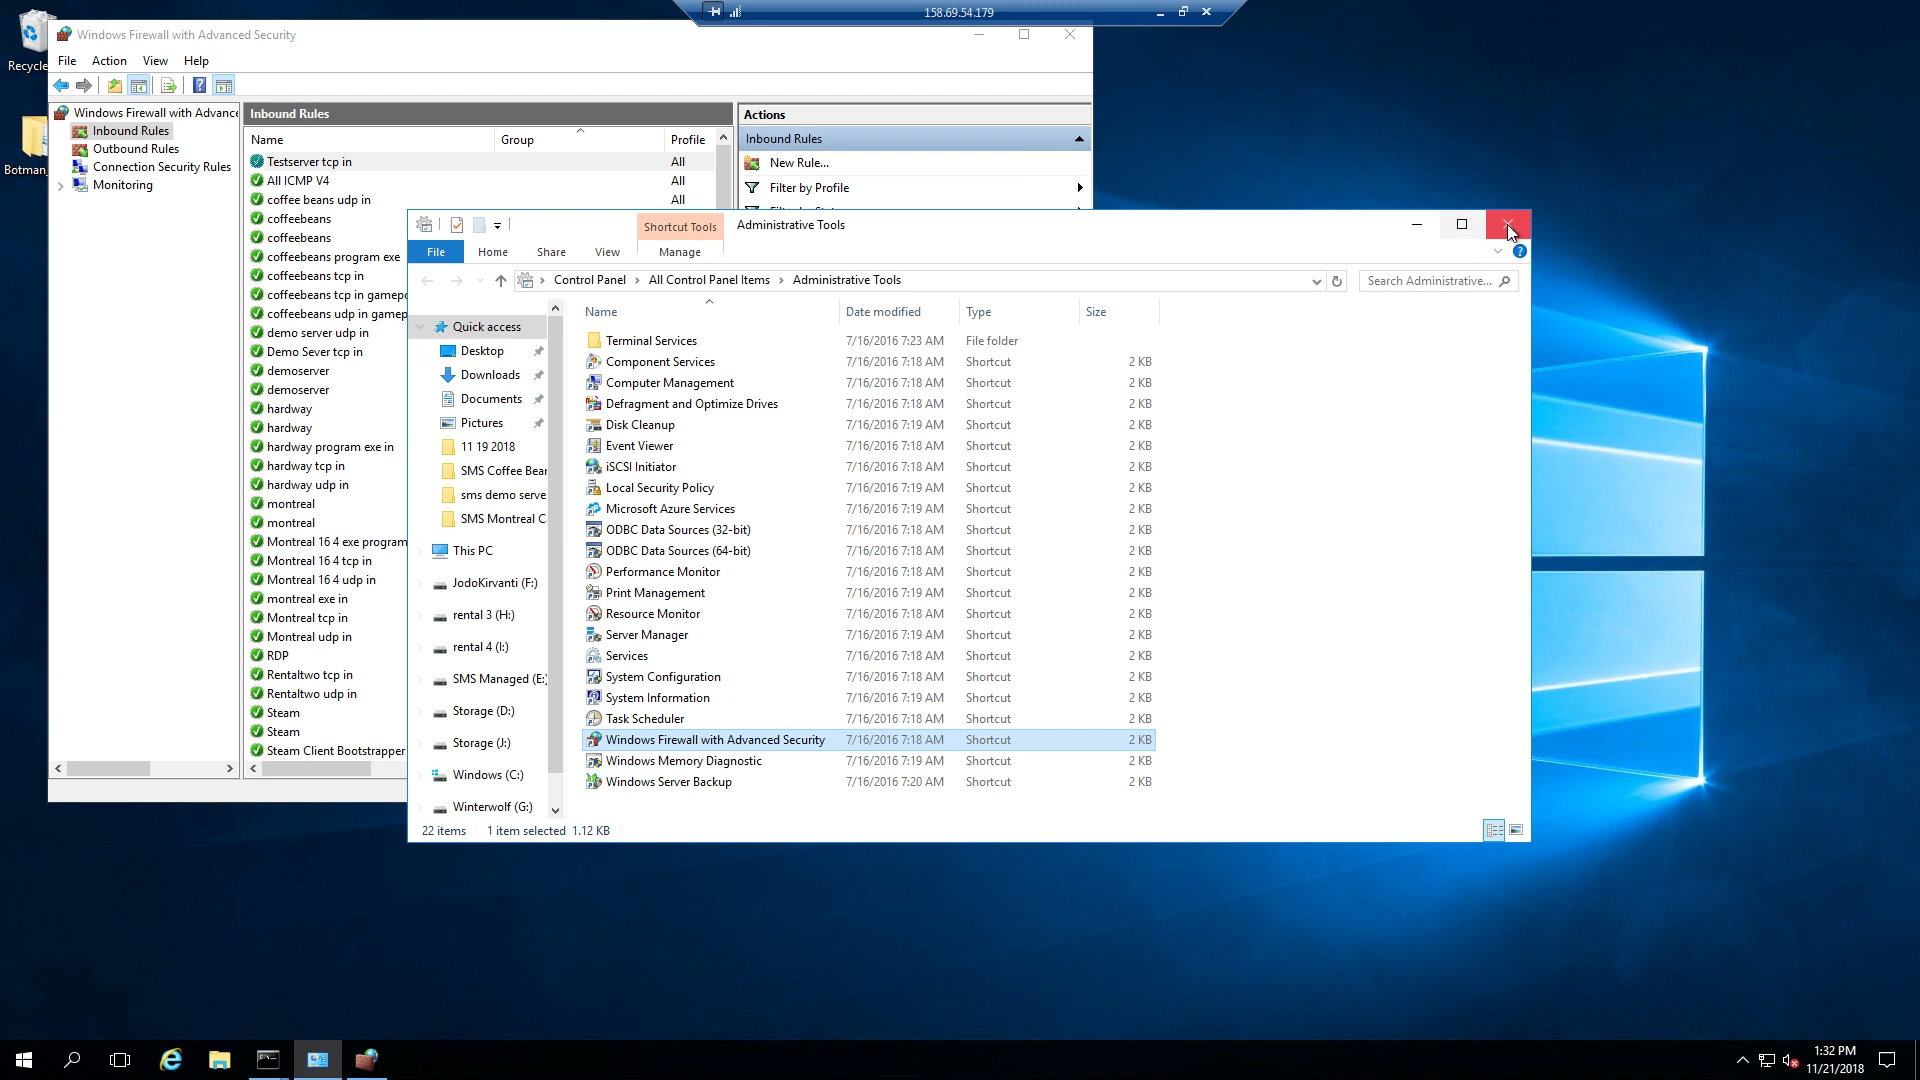 158.69.54.179
Recycle
Botman
Windows Firewall with Advanced Security
File Action View Help
Windows Firewall with Advance
Inbound Rules
Outbound Rules
Connection Security Rules
Monitoring
Inbound Rules
Name Group Profile
Testserver tcp in All
All ICMP V4 All
coffee beans udp in All
coffeebeans
coffeebeans
coffeebeans program exe
coffeebeans tcp in
coffeebeans tcp in gamepo
coffeebeans udp in gamep
demo server udp in
Demo Sever tcp in
demoserver
demoserver
hardway
hardway
hardway program exe in
hardway tcp in
hardway udp in
montreal
montreal
Montreal 16 4 exe program
Montreal 16 4 tcp in
Montreal 16 4 udp in
montreal exe in
Montreal tcp in
Montreal udp in
RDP
Rentaltwo tcp in
Rentaltwo udp in
Steam
Steam
Steam Client Bootstrapper
Actions
Inbound Rules
New Rule...
Filter by Profile
Shortcut Tools Administrative Tools
File Home Share View Manage
Control Panel All Control Panel Items Administrative Tools
Search Administrative...
Quick access
Desktop
Downloads
Documents
Pictures
11 19 2018
SMS Coffee Bear
sms demo serve
SMS Montreal C
This PC
JodoKirvanti (F:)
rental 3 (H:)
rental 4 (I:)
SMS Managed (E:)
Storage (D:)
Storage (J:)
Windows (C:)
Winterwolf (G:)
Name Date modified Type Size
Terminal Services 7/16/2016 7:23 AM File folder
Component Services 7/16/2016 7:18 AM Shortcut 2 KB
Computer Management 7/16/2016 7:18 AM Shortcut 2 KB
Defragment and Optimize Drives 7/16/2016 7:18 AM Shortcut 2 KB
Disk Cleanup 7/16/2016 7:19 AM Shortcut 2 KB
Event Viewer 7/16/2016 7:18 AM Shortcut 2 KB
iSCSI Initiator 7/16/2016 7:18 AM Shortcut 2 KB
Local Security Policy 7/16/2016 7:19 AM Shortcut 2 KB
Microsoft Azure Services 7/16/2016 7:19 AM Shortcut 2 KB
ODBC Data Sources (32-bit) 7/16/2016 7:18 AM Shortcut 2 KB
ODBC Data Sources (64-bit) 7/16/2016 7:18 AM Shortcut 2 KB
Performance Monitor 7/16/2016 7:18 AM Shortcut 2 KB
Print Management 7/16/2016 7:19 AM Shortcut 2 KB
Resource Monitor 7/16/2016 7:18 AM Shortcut 2 KB
Server Manager 7/16/2016 7:19 AM Shortcut 2 KB
Services 7/16/2016 7:18 AM Shortcut 2 KB
System Configuration 7/16/2016 7:18 AM Shortcut 2 KB
System Information 7/16/2016 7:19 AM Shortcut 2 KB
Task Scheduler 7/16/2016 7:18 AM Shortcut 2 KB
Windows Firewall with Advanced Security 7/16/2016 7:18 AM Shortcut 2 KB
Windows Memory Diagnostic 7/16/2016 7:19 AM Shortcut 2 KB
Windows Server Backup 7/16/2016 7:20 AM Shortcut 2 KB
22 items 1 item selected 1.12 KB
1:32 PM
11/21/2018